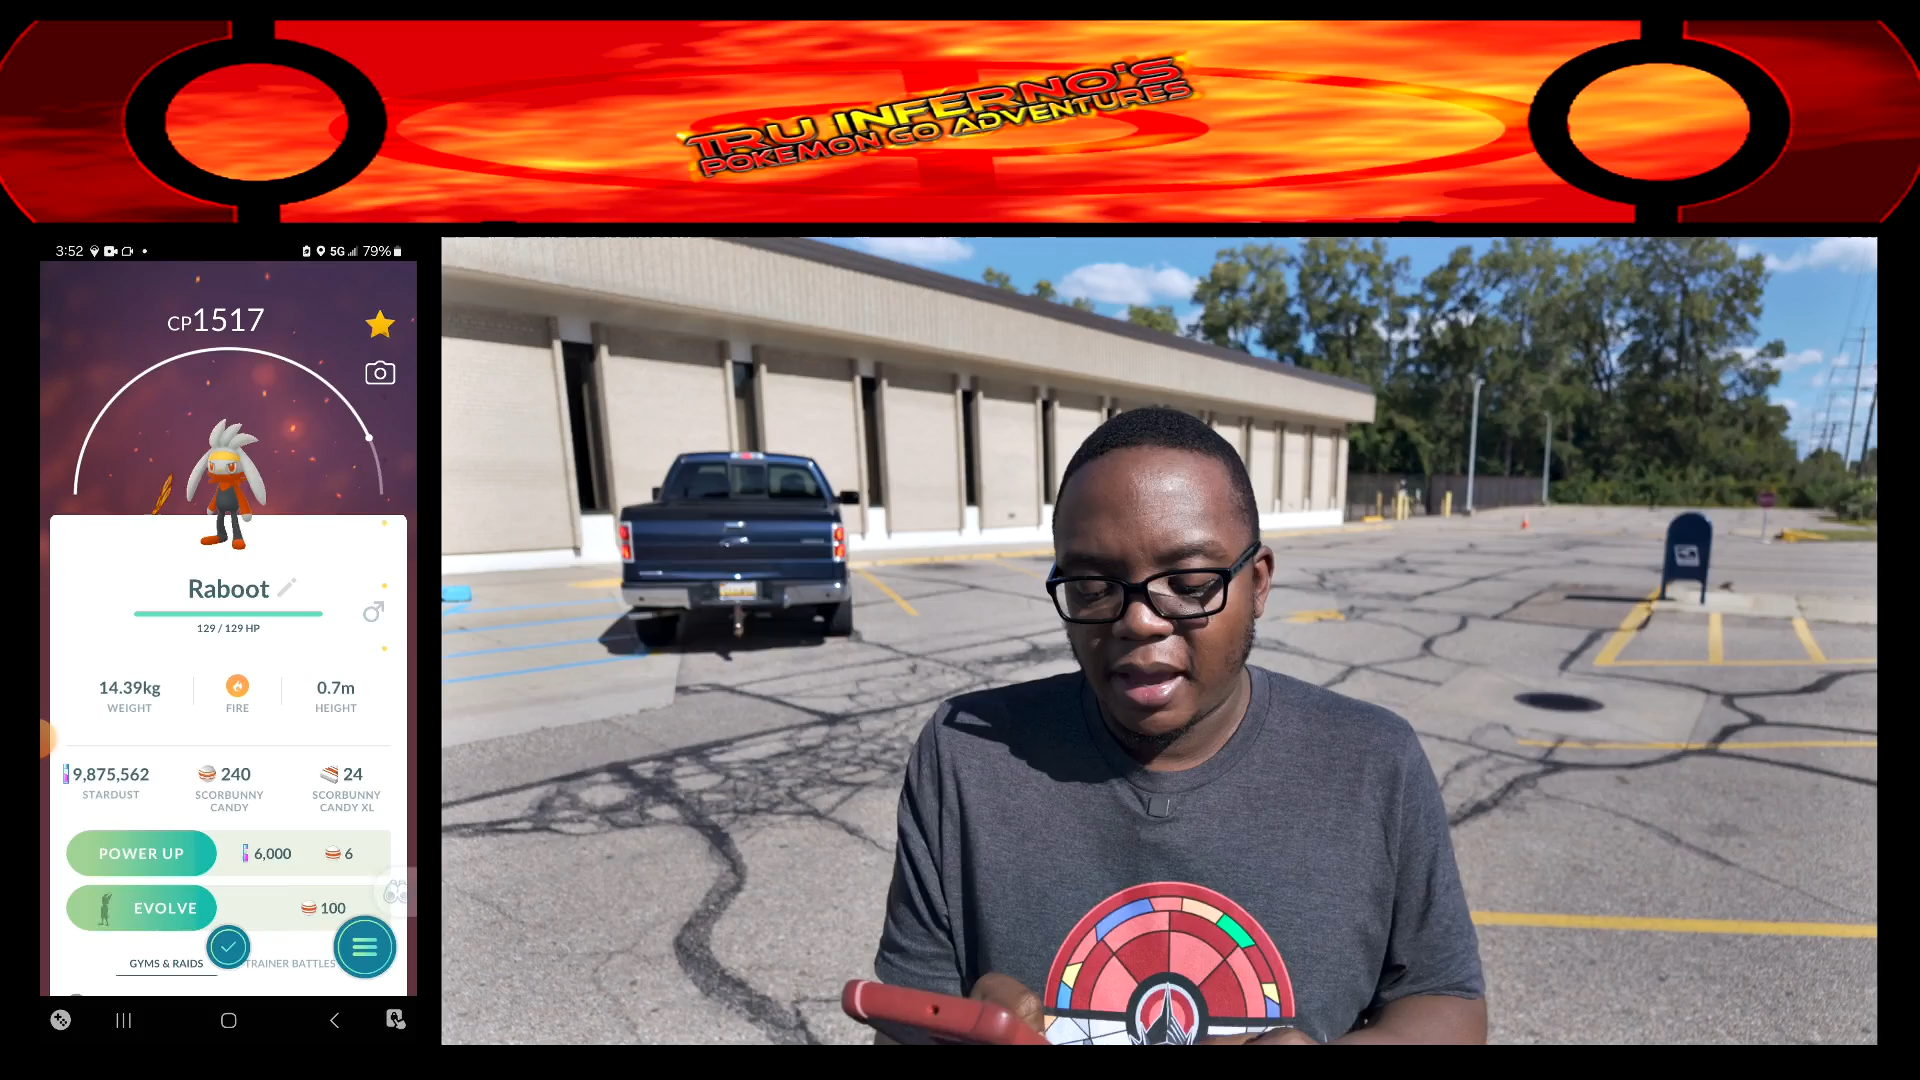 TRU INFERNO'S
POKEMON GO ADVENTURES
3:52
5G 79%
CP1517
Raboot
129 / 129 HP
14.39kg
WEIGHT
FIRE
0.7m
HEIGHT
9,875,562
STARDUST
240
SCORBUNNY
CANDY
24
SCORBUNNY
CANDY XL
POWER UP 6,000 6
EVOLVE 100
GYMS & RAIDS TRAINER BATTLES